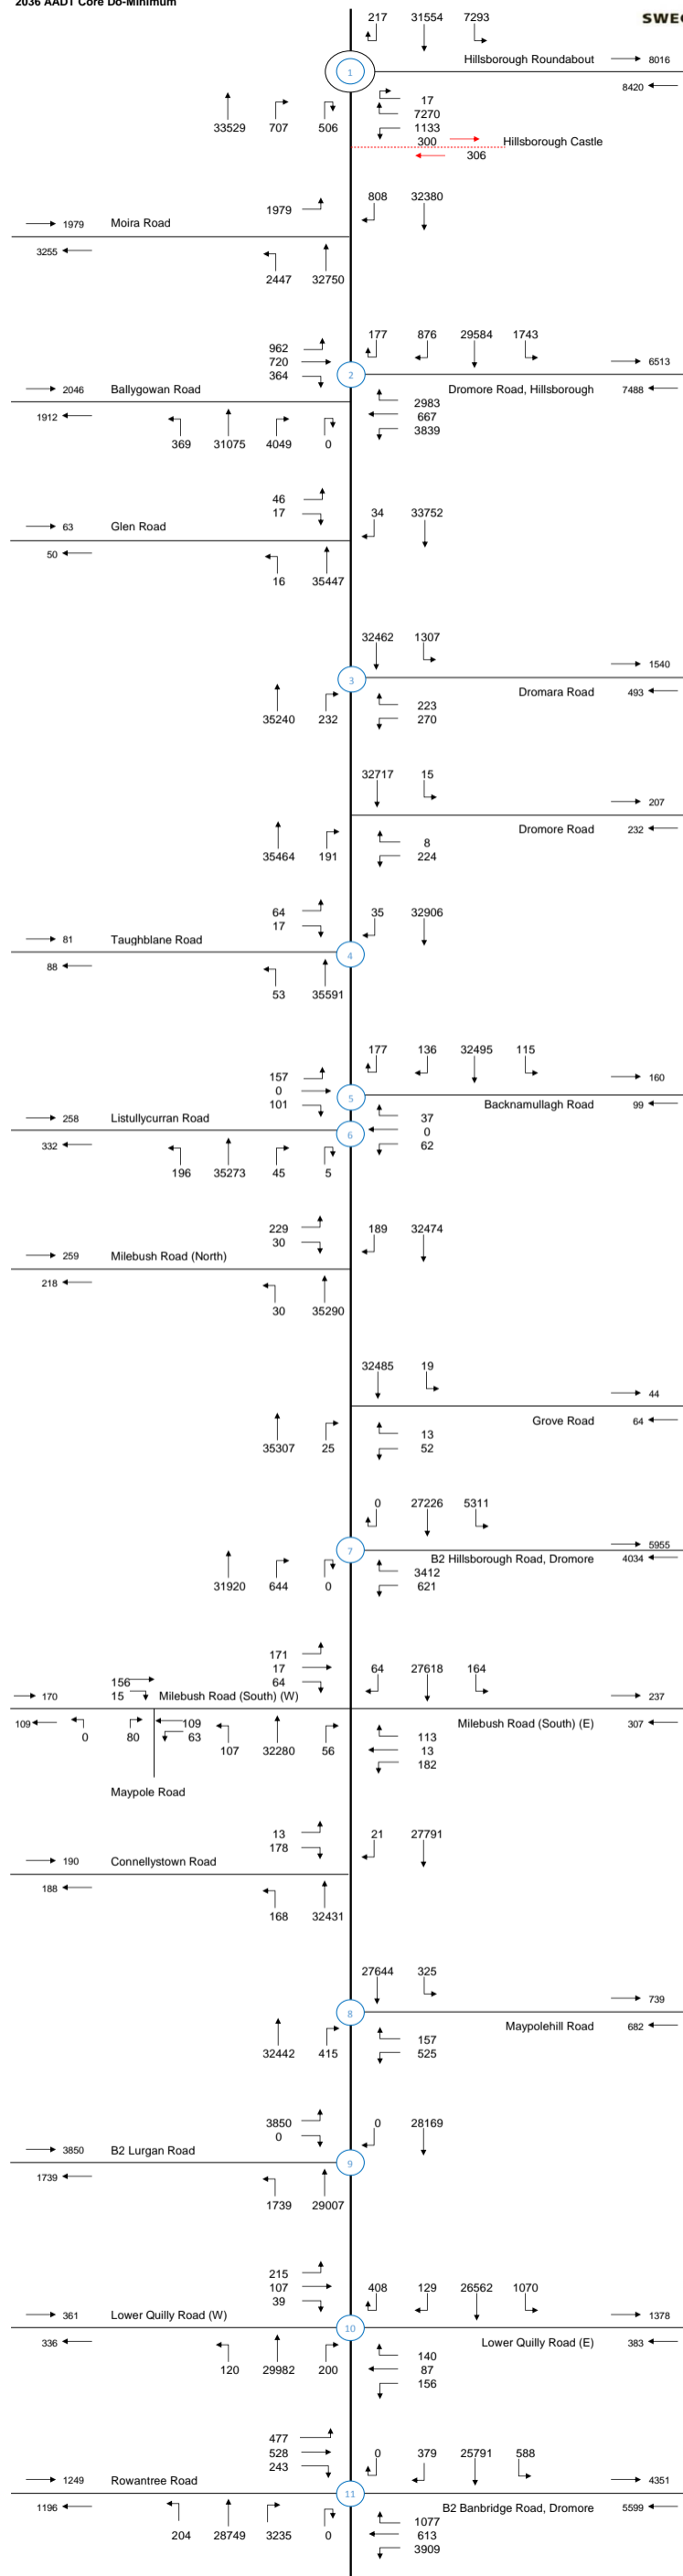 2036 AADT Core Do-Minimum
SWECO
217 31554 7293
Hillsborough Roundabout 8016
1
8420
17
33529 707 506
7270
1133
300 Hillsborough Castle
306
1979 808 32380
1979 Moira Road
3255
2447 32750
177 876 29584 1743
962
720
364
2
6513
2046 Ballygowan Road
Dromore Road, Hillsborough 7488
1912
2983
667
3839
369 31075 4049 0
46
17
34 33752
63 Glen Road
50
16 35447
32462 1307
1540
3
Dromara Road 493
35240 232
223
270
32717 15
207
Dromore Road 232
35464 191
8
224
64
17
35 32906
81 Taughblane Road
4
88
53 35591
177 136 32495 115
157
0
101
5
160
Backnamullagh Road 99
258 Listullycurran Road
37
0
62
6
332
196 35273 45 5
229
30
189 32474
259 Milebush Road (North)
218
30 35290
32485 19
44
Grove Road 64
35307 25
13
52
0 27226 5311
7
5955
B2 Hillsborough Road, Dromore 4034
31920 644 0
3412
621
171
17
64
64 27618 164
156
170 15 Milebush Road (South) (W)
237
109 0 80 109
63
107 32280 56
Milebush Road (South) (E) 307
113
13
182
Maypole Road
13
178
21 27791
190 Connellystown Road
188
168 32431
27644 325
739
8
Maypolehill Road 682
32442 415
157
525
3850
0
0 28169
3850 B2 Lurgan Road
9
1739
1739 29007
215
107
39
408 129 26562 1070
361 Lower Quilly Road (W)
1378
10
336
Lower Quilly Road (E) 383
120 29982 200
140
87
156
477
528
243
0 379 25791 588
1249 Rowantree Road
4351
11
1196
B2 Banbridge Road, Dromore 5599
204 28749 3235 0
1077
613
3909